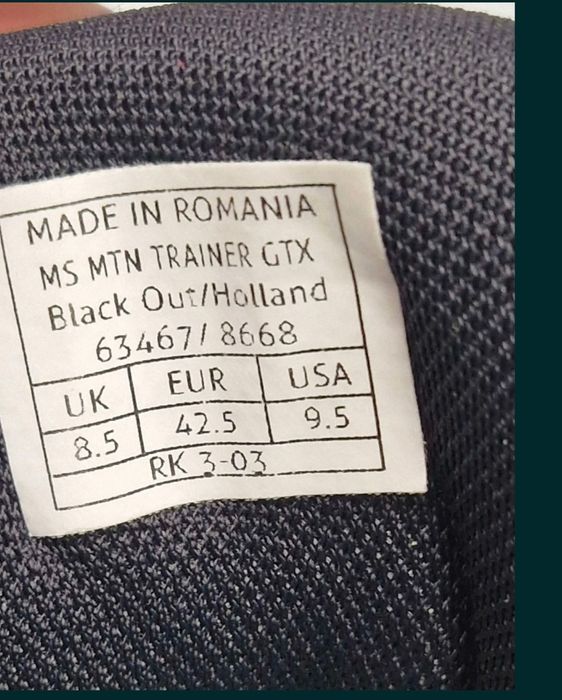 MADE IN ROMANIA
MS MTN TRAINER GTX
Black Out/Holland
63467/ 8668
UK EUR USA
8.5 42.5 9.5
RK 3-03